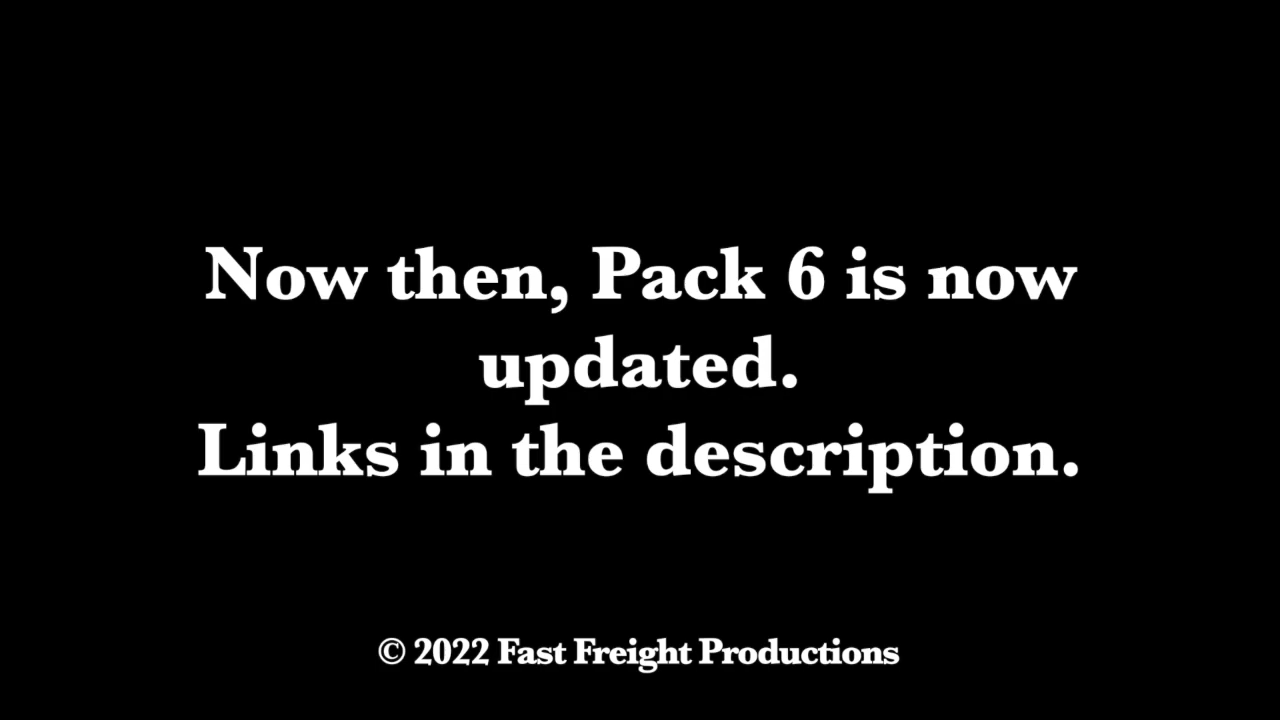 Now then, Pack 6 is now
updated.
Links in the description.
© 2022 Fast Freight Productions